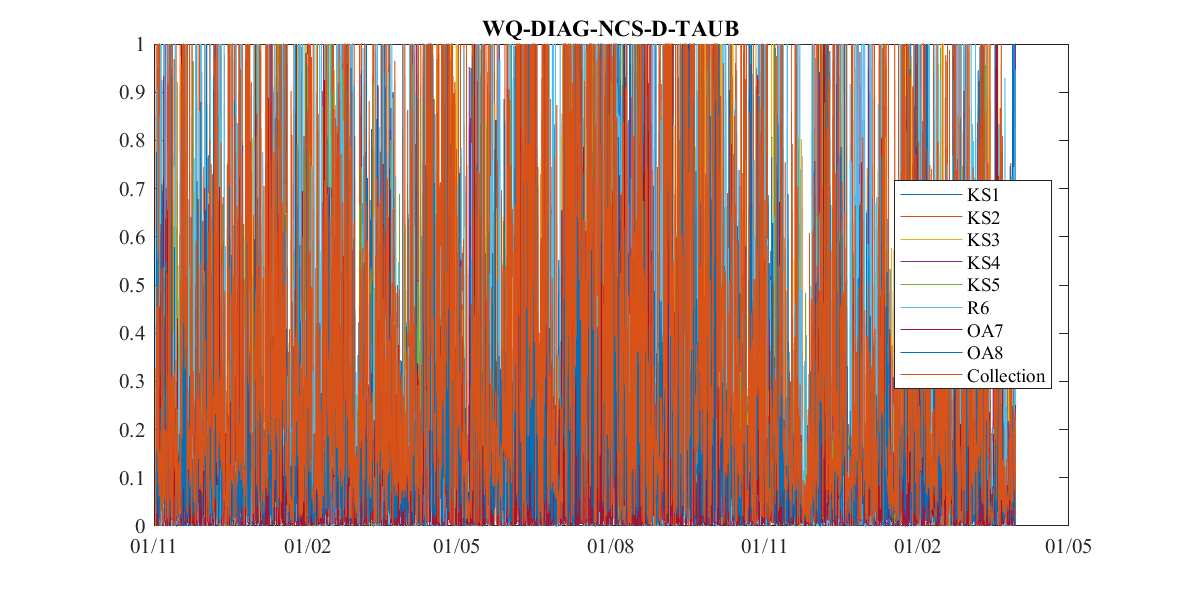 WQ-DIAG-NCS-D-TAUB
1
0.9
0.8
0.7
0.6
0.5
0.4
0.3
0.2
0.1
0
KS1
KS2
KS3
KS4
KS5
R6
OA7
OA8
Collection
01/11 01/02 01/05 01/08 01/11 01/02 01/05